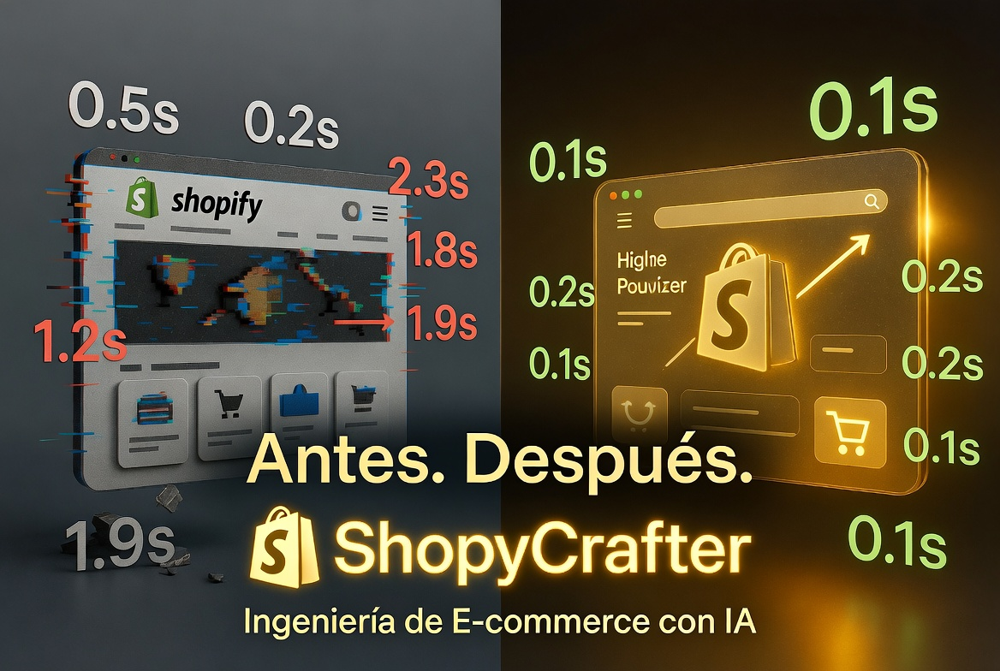 0.5s
0.2s
2.3s
shopify
1.8s
1.9s
1.2s
1.9s
0.1s
0.1s
Higlne
Pouvizer
0.2s
0.2s
0.1s
0.2s
0.1s
0.1s
Antes. Después.
ShopyCrafter
Ingeniería de E-commerce con IA